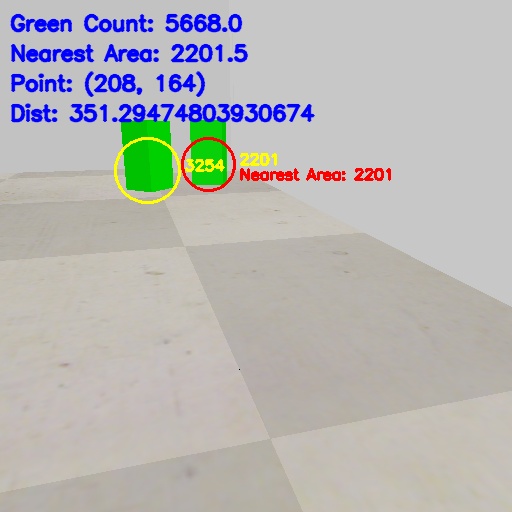 Green Count: 5668.0
Nearest Area: 2201.5
Point: (208, 164)
Dist: 351.29474803930674
3254
2201
Nearest Area: 2201